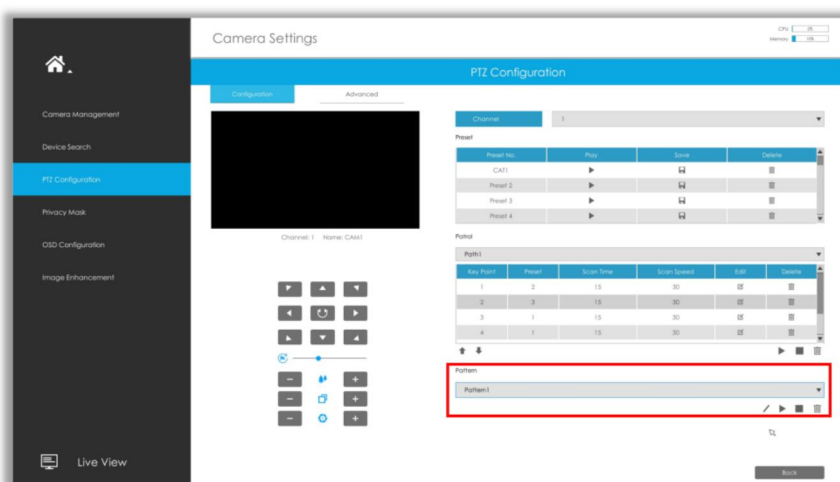 Camera Settings
CPU
Memory
PTZ Configuration
Configuration
Advanced
Camera Management
Device Search
PTZ Configuration
Privacy Mask
OSD Configuration
Image Enhancement
Live View
Channel: 1 Name: CAM1
Channel 1
Preset
Preset No. Play Save Delete
CAT1
Preset 2
Preset 3
Preset 4
Patrol
Path1
Key Point Preset Scan Time Scan Speed Edit Delete
1 2 15 30
2 3 15 30
3 1 15 30
4 1 15 30
Pattern
Pattern1
Back